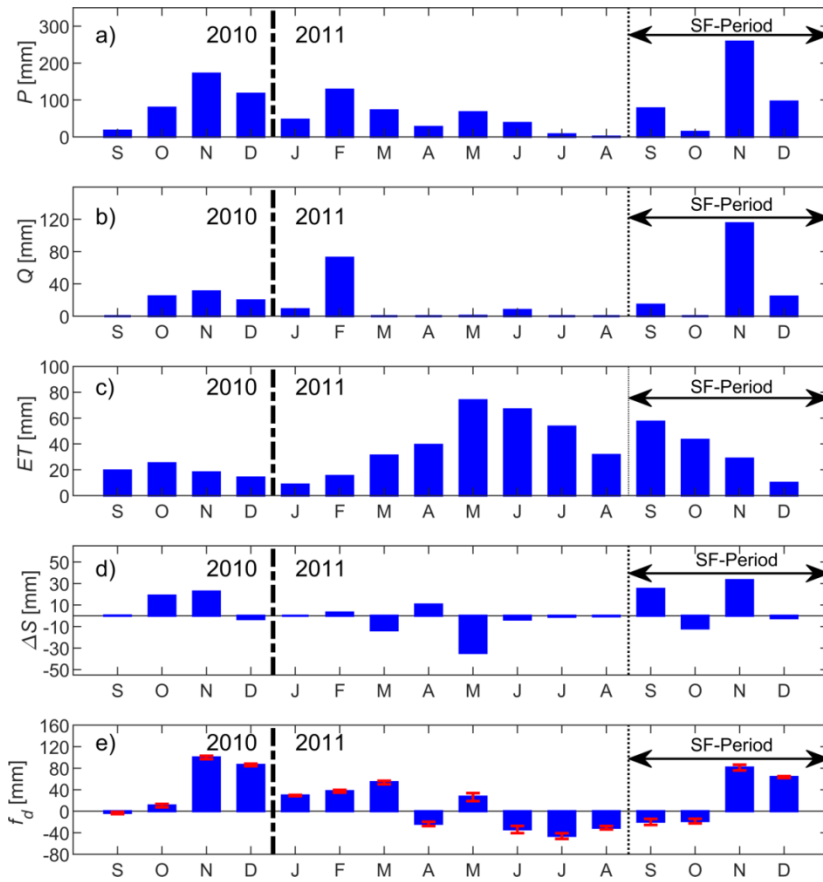 a) 2010 2011 SF-Period
P [mm]
300
200
100
0
S O N D J F M A M J J A S O N D
b) 2010 2011 SF-Period
Q [mm]
120
80
40
0
S O N D J F M A M J J A S O N D
c) 2010 2011 SF-Period
ET [mm]
100
80
60
40
20
0
S O N D J F M A M J J A S O N D
d) 2010 2011 SF-Period
ΔS [mm]
50
30
10
-10
-30
-50
S O N D J F M A M J J A S O N D
e) 2010 2011 SF-Period
f_d [mm]
160
120
80
40
0
-40
-80
S O N D J F M A M J J A S O N D